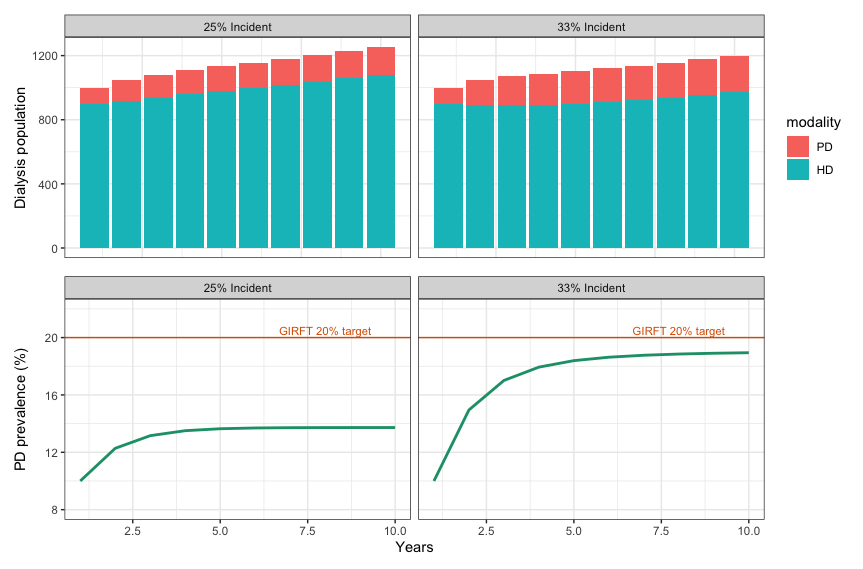 25% Incident
33% Incident
Dialysis population
1200
800
400
0
modality
PD
HD
25% Incident
33% Incident
PD prevalence (%)
20
16
12
8
GIRFT 20% target
GIRFT 20% target
2.5
5.0
7.5
10.0
2.5
5.0
7.5
10.0
Years